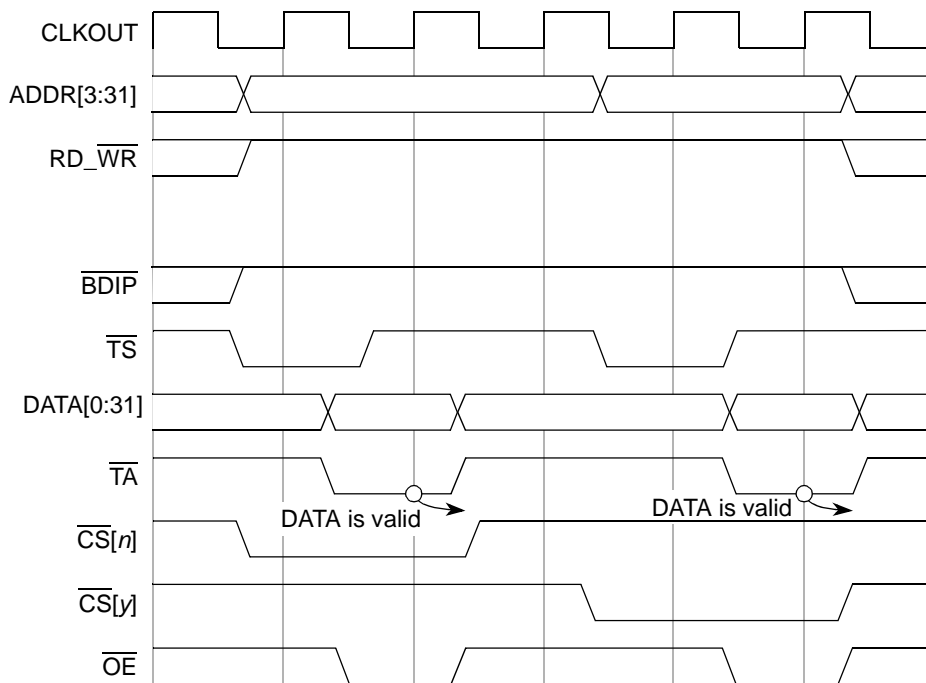 CLKOUT
ADDR[3:31]
RD_WR
BDIP
TS
DATA[0:31]
TA
DATA is valid
DATA is valid
CS[n]
CS[y]
OE